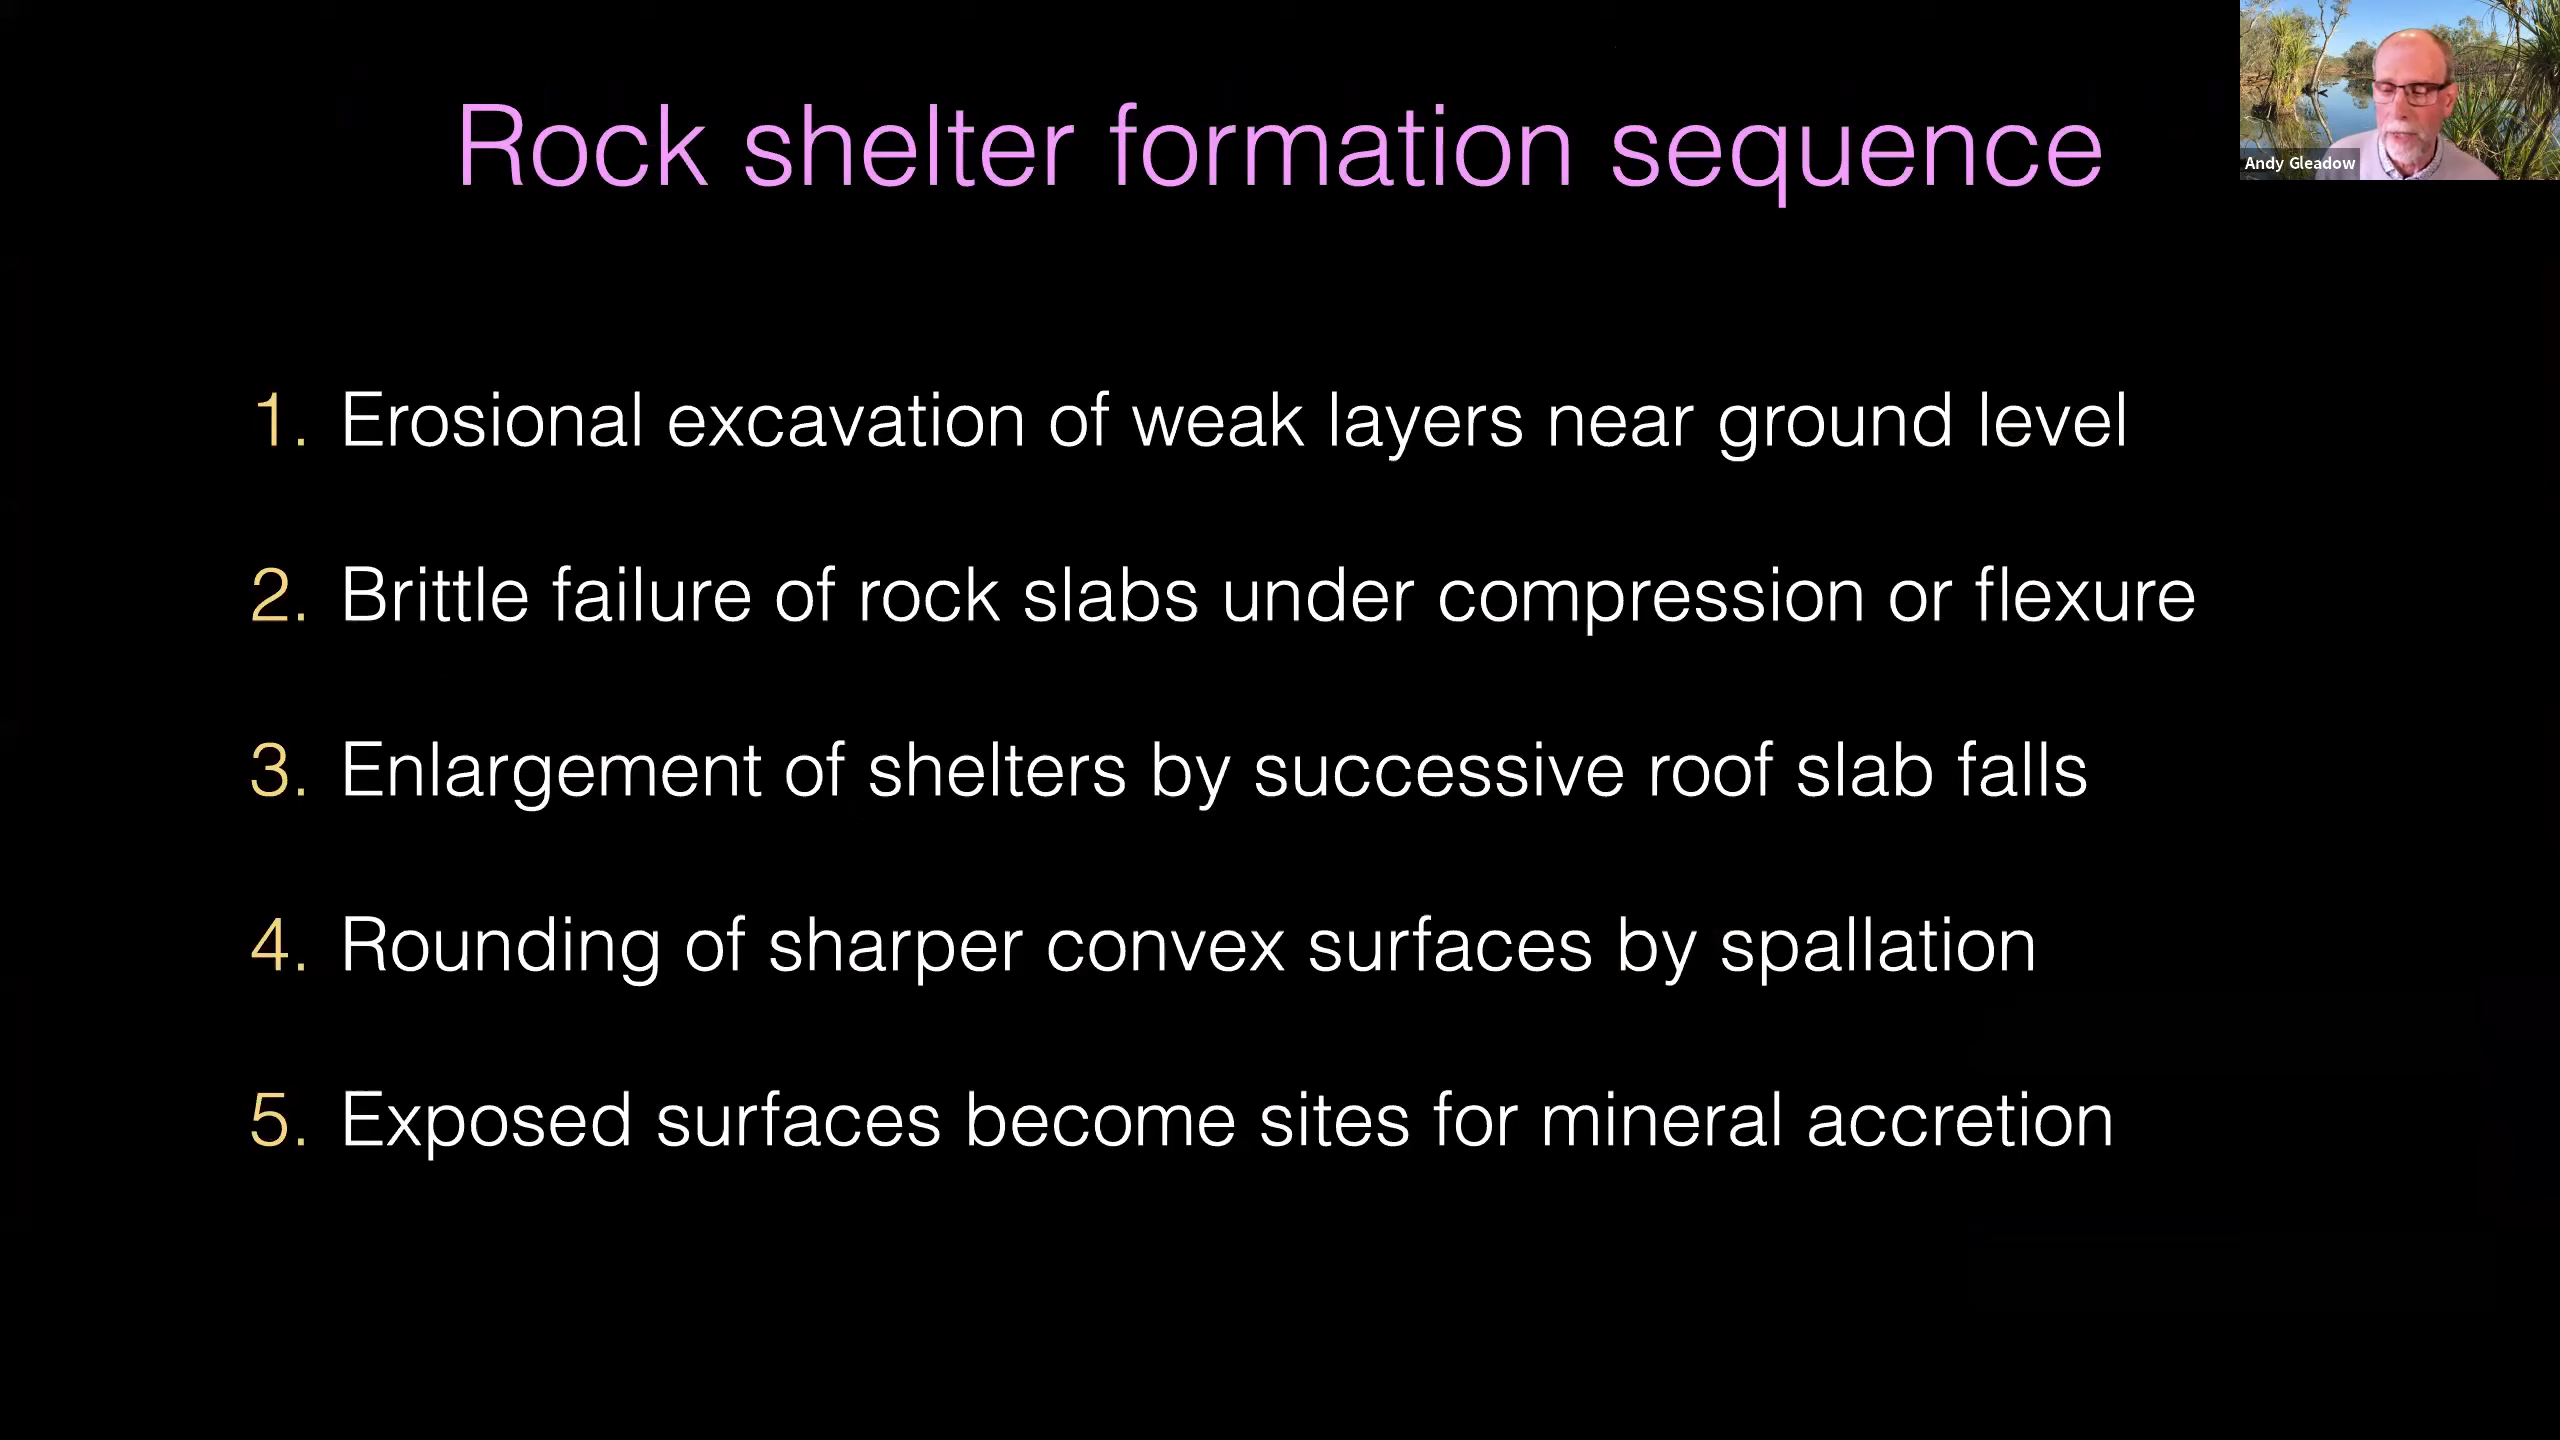 Rock shelter formation sequence
Andy Gleadow
1. Erosional excavation of weak layers near ground level
2. Brittle failure of rock slabs under compression or flexure
3. Enlargement of shelters by successive roof slab falls
4. Rounding of sharper convex surfaces by spallation
5. Exposed surfaces become sites for mineral accretion